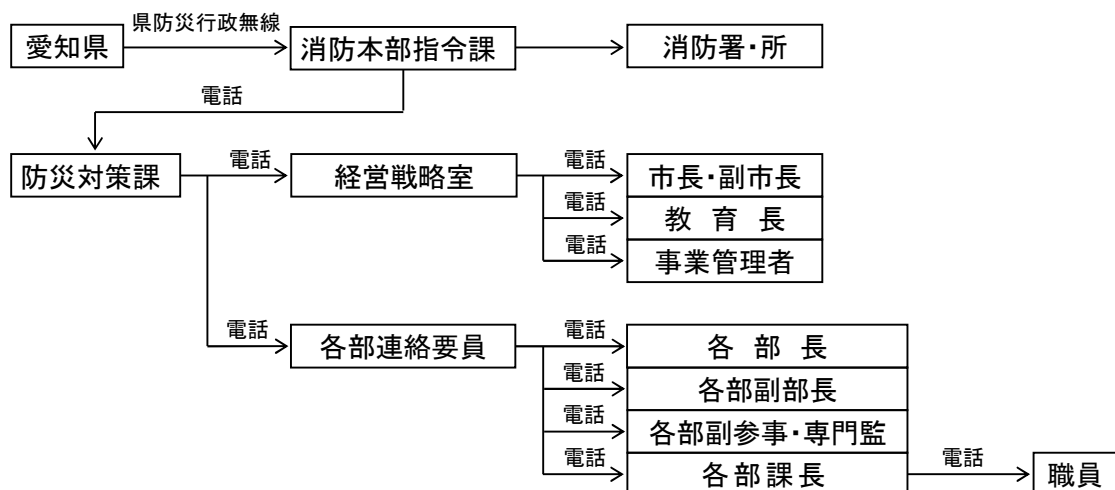 県防災行政無線
愛知県
消防本部指令課
消防署・所
電話
防災対策課
電話
経営戦略室
電話
市長・副市長
電話
教 育 長
電話
事業管理者
電話
各部連絡要員
電話
各 部 長
電話
各部副部長
電話
各部副参事・専門監
電話
各部課長
電話
職員